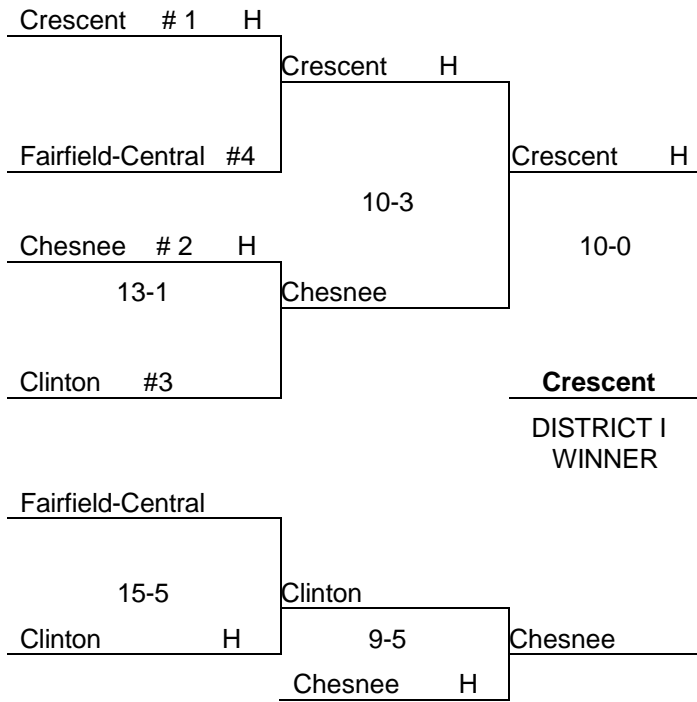 Crescent # 1 H
Crescent H
Fairfield-Central #4
Crescent H
10-3
Chesnee # 2 H
10-0
13-1
Chesnee
Clinton #3
Crescent
DISTRICT I
WINNER
Fairfield-Central
15-5
Clinton
Clinton H
9-5
Chesnee
Chesnee H